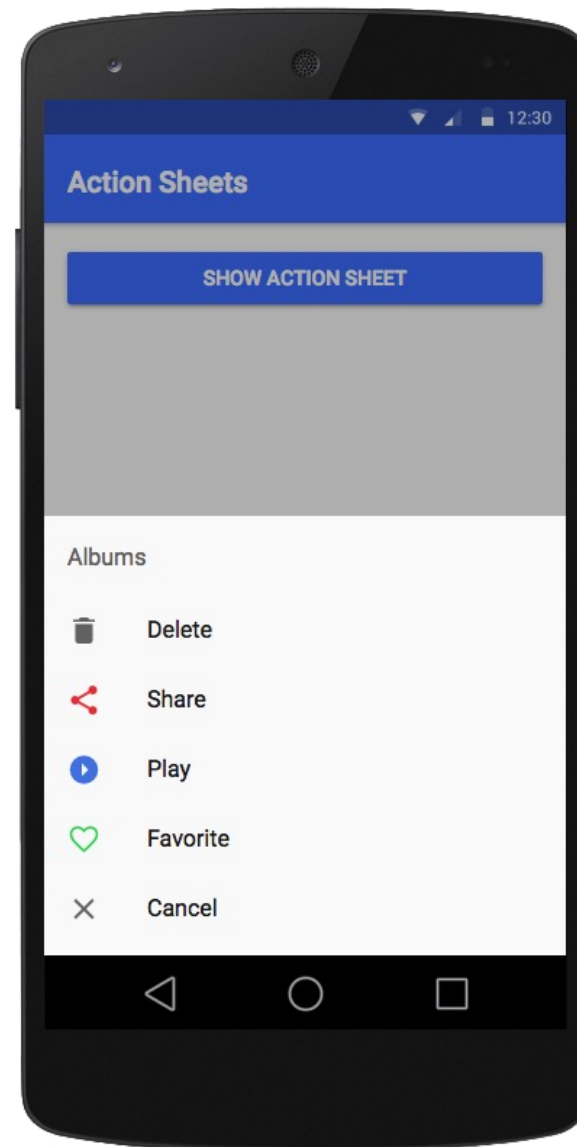 12:30
Action Sheets
SHOW ACTION SHEET
Albums
Delete
Share
Play
Favorite
Cancel